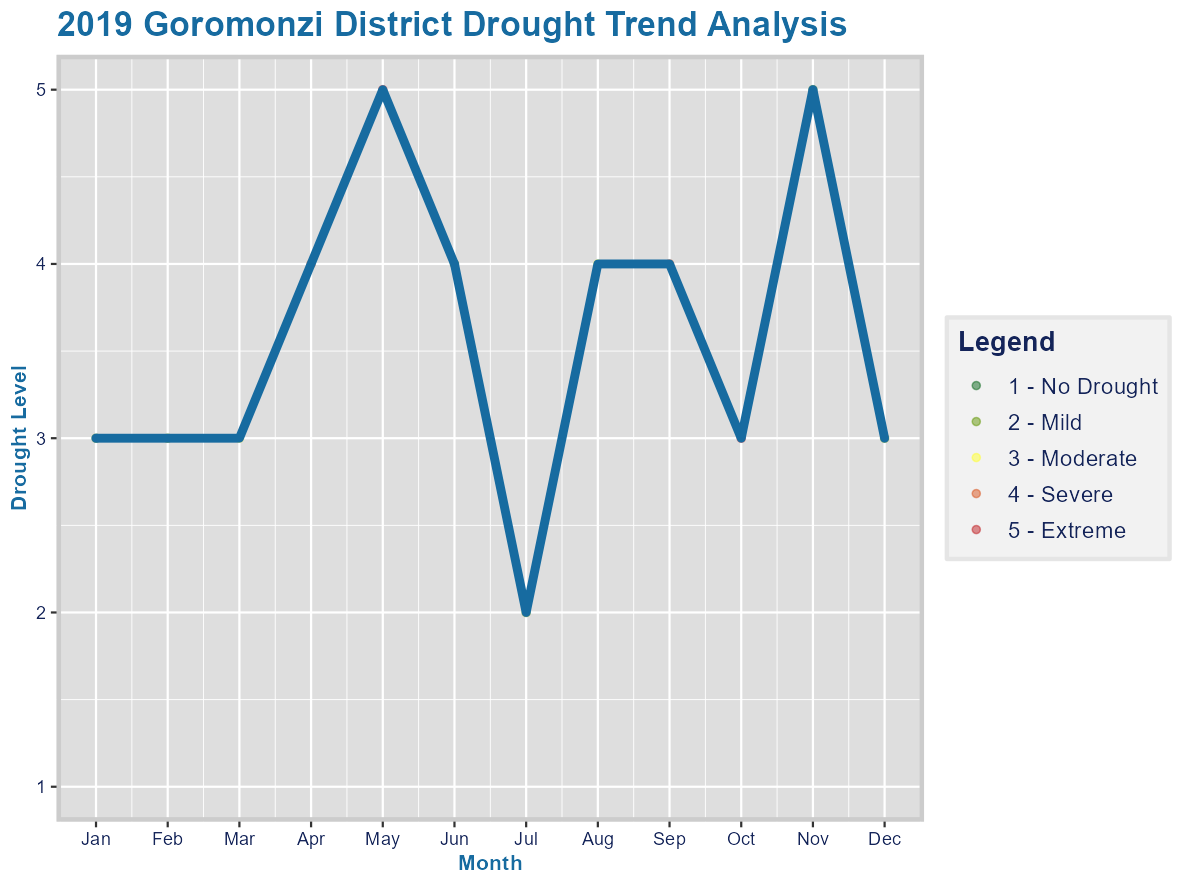 2019 Goromonzi District Drought Trend Analysis
5
4
3
2
1
Drought Level
Jan Feb Mar Apr May Jun Jul Aug Sep Oct Nov Dec
Month
Legend
1 - No Drought
2 - Mild
3 - Moderate
4 - Severe
5 - Extreme